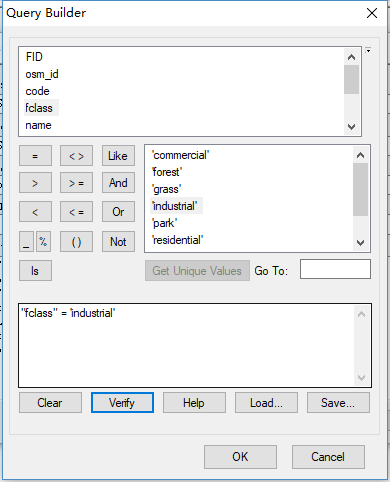 Query Builder
FID
osm_id
code
fclass
name
= < > Like
> > = And
< < = Or
_ % ( ) Not
Is
'commercial'
'forest'
'grass'
'industrial'
'park'
'residential'
Get Unique Values Go To:
"fclass" = 'industrial'
Clear Verify Help Load... Save...
OK Cancel